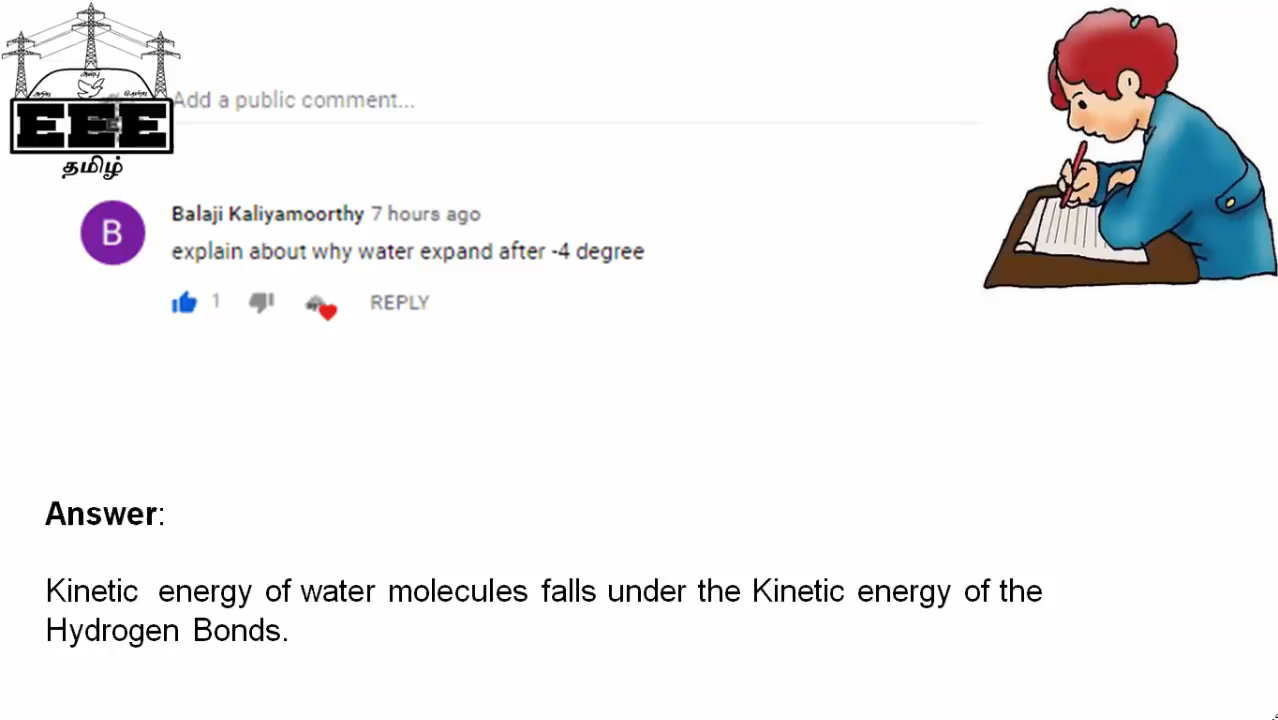 Add a public comment...
EEE
தமிழ்
B
Balaji Kaliyamoorthy 7 hours ago
explain about why water expand after -4 degree
1
REPLY
Answer:
Kinetic energy of water molecules falls under the Kinetic energy of the
Hydrogen Bonds.